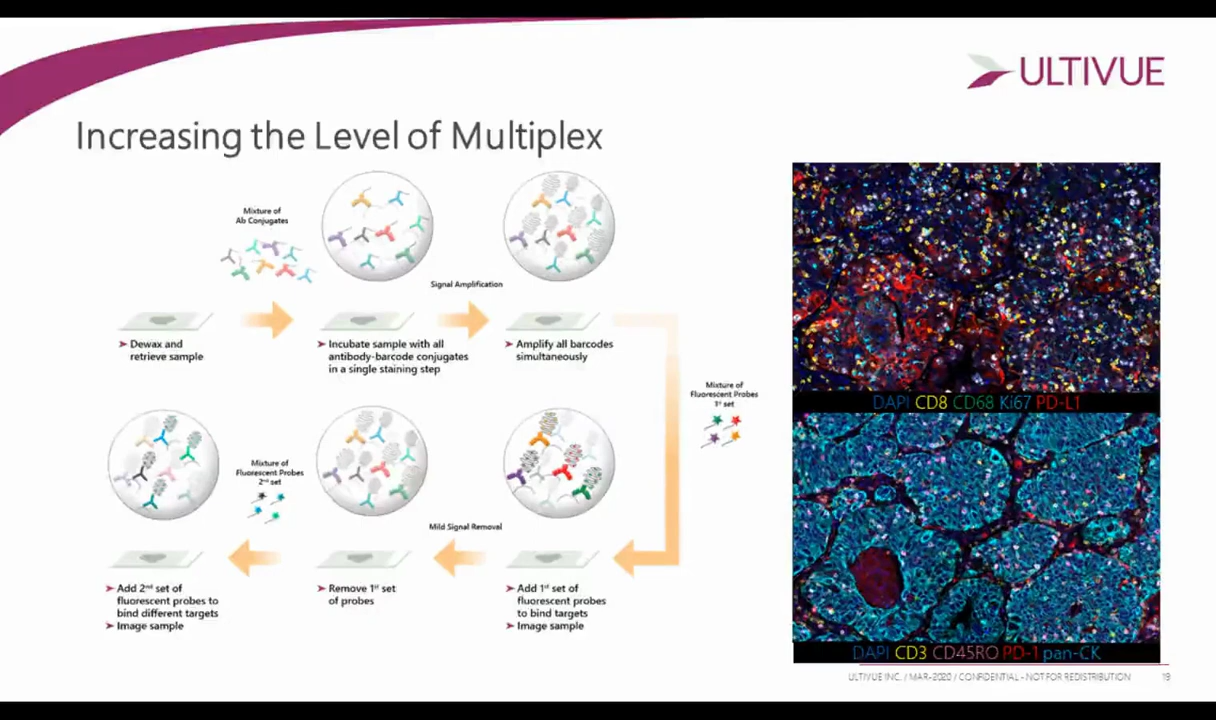 ULTIVUE
Increasing the Level of Multiplex
Mixture of
Ab Conjugates
Signal Amplification
➤ Dewax and
retrieve sample
➤ Incubate sample with all
antibody-barcode conjugates
in a single staining step
➤ Amplify all barcodes
simultaneously
Mixture of
Fluorescent Probes
1st set
DAPI CD8 CD68 Ki67 PD-L1
Mixture of
Fluorescent Probes
2nd set
Mild Signal Removal
➤ Add 2nd set of
fluorescent probes to
bind different targets
➤ Image sample
➤ Remove 1st set
of probes
➤ Add 1st set of
fluorescent probes
to bind targets
➤ Image sample
DAPI CD3 CD45RO PD-1 pan-CK
ULTIVUE INC. / MAR-2020 / CONFIDENTIAL - NOT FOR REDISTRIBUTION 19